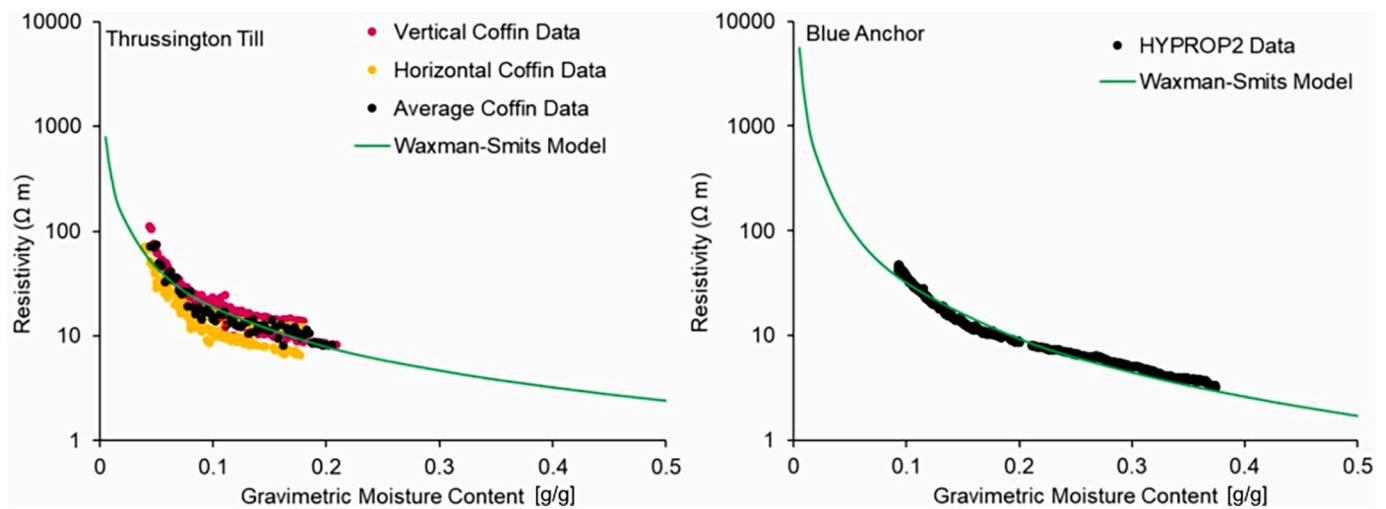 Thrussington Till
Vertical Coffin Data
Horizontal Coffin Data
Average Coffin Data
Waxman-Smits Model
10000
1000
100
10
1
Resistivity (Ω m)
0 0.1 0.2 0.3 0.4 0.5
Gravimetric Moisture Content [g/g]
Blue Anchor
HYPROP2 Data
Waxman-Smits Model
10000
1000
100
10
1
Resistivity (Ω m)
0 0.1 0.2 0.3 0.4 0.5
Gravimetric Moisture Content [g/g]